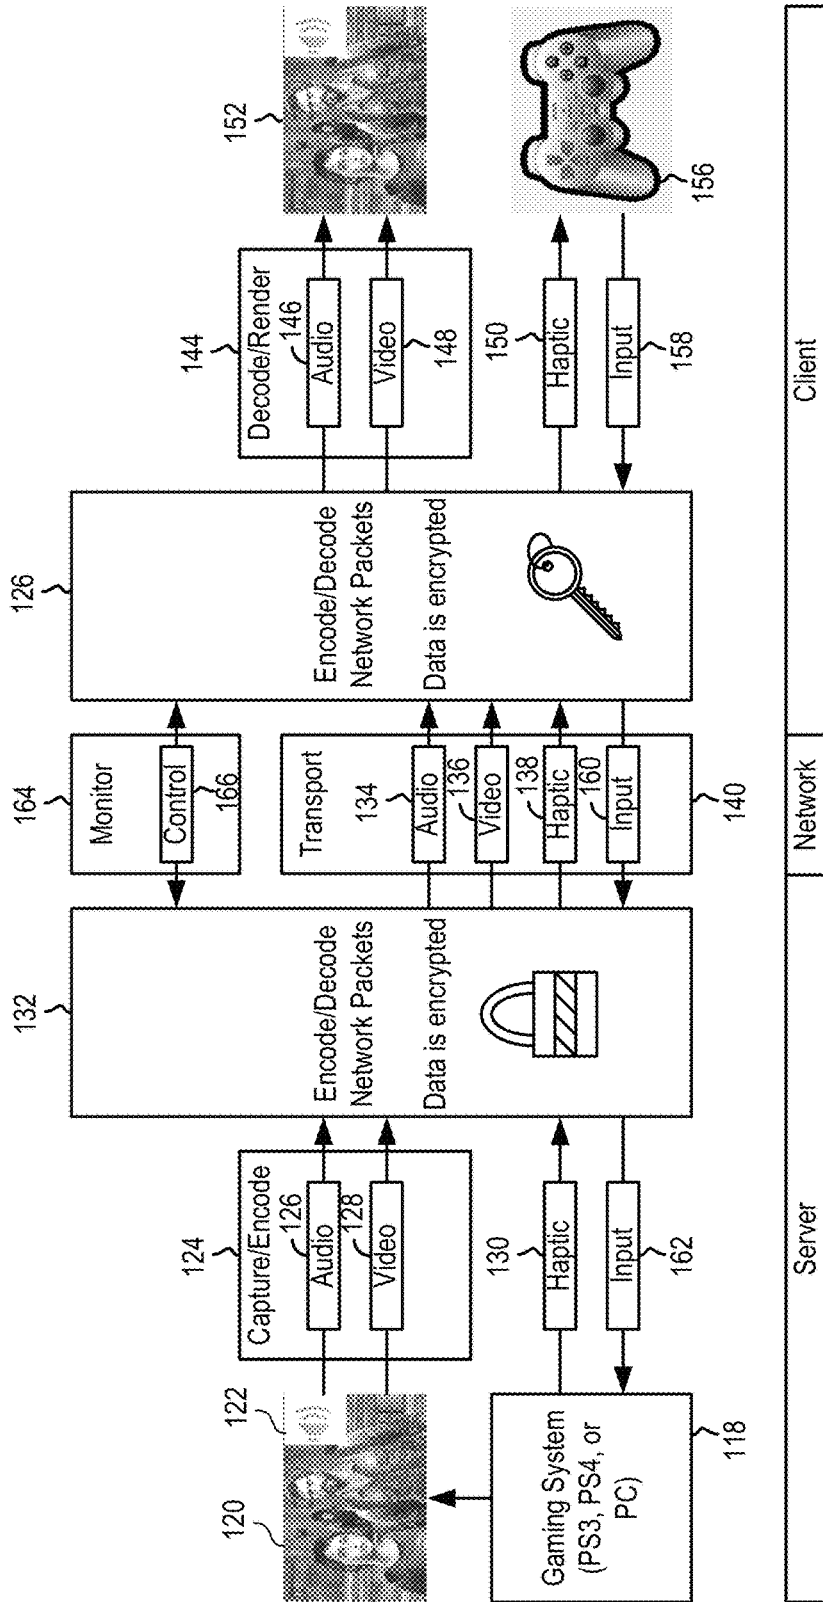 120
122
Gaming System
(PS3, PS4, or
PC)
118
124
Capture/Encode
Audio
126
Video
128
130
Haptic
Input
162
132
Encode/Decode
Network Packets
Data is encrypted
164
Monitor
Control
166
Transport
134
Audio
136
Video
138
Haptic
160
Input
140
126
Encode/Decode
Network Packets
Data is encrypted
144
Decode/Render
Audio
146
Video
148
150
Haptic
Input
158
152
156
Server
Network
Client